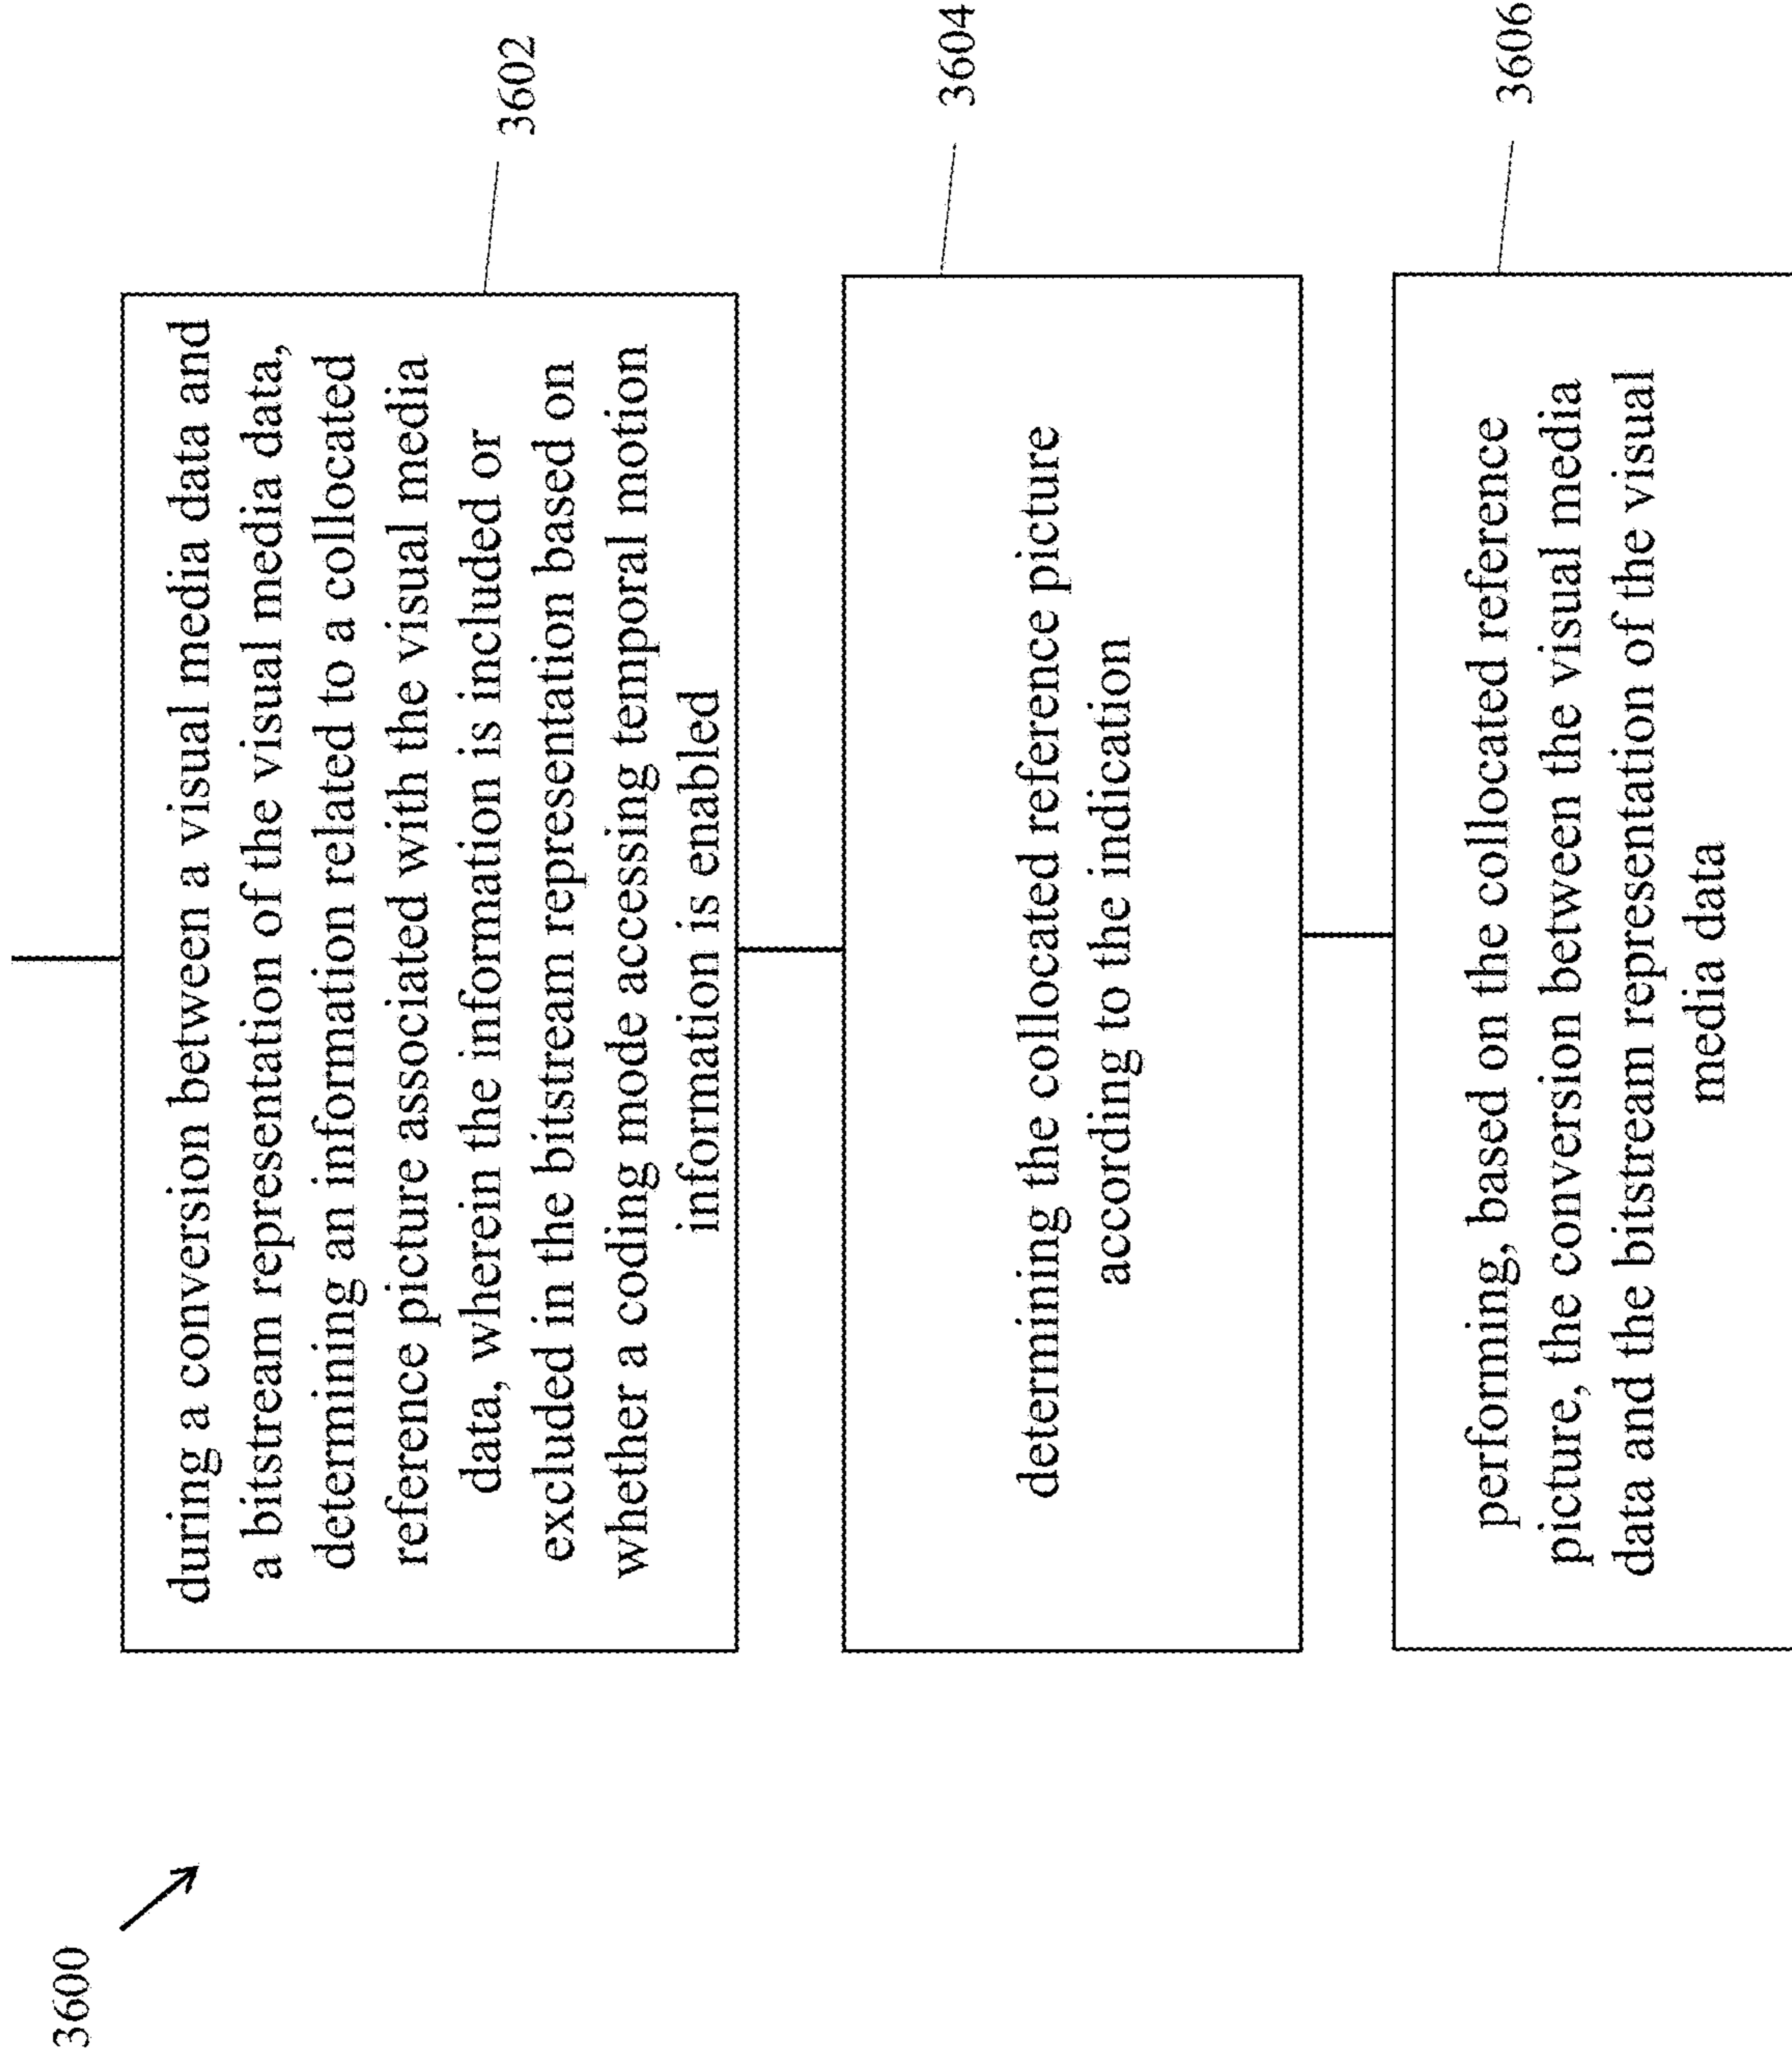 3600
during a conversion between a visual media data and
a bitstream representation of the visual media data,
determining an information related to a collocated
reference picture associated with the visual media
data, wherein the information is included or
excluded in the bitstream representation based on
whether a coding mode accessing temporal motion
information is enabled
3602
determining the collocated reference picture
according to the indication
3604
performing, based on the collocated reference
picture, the conversion between the visual media
data and the bitstream representation of the visual
media data
3606